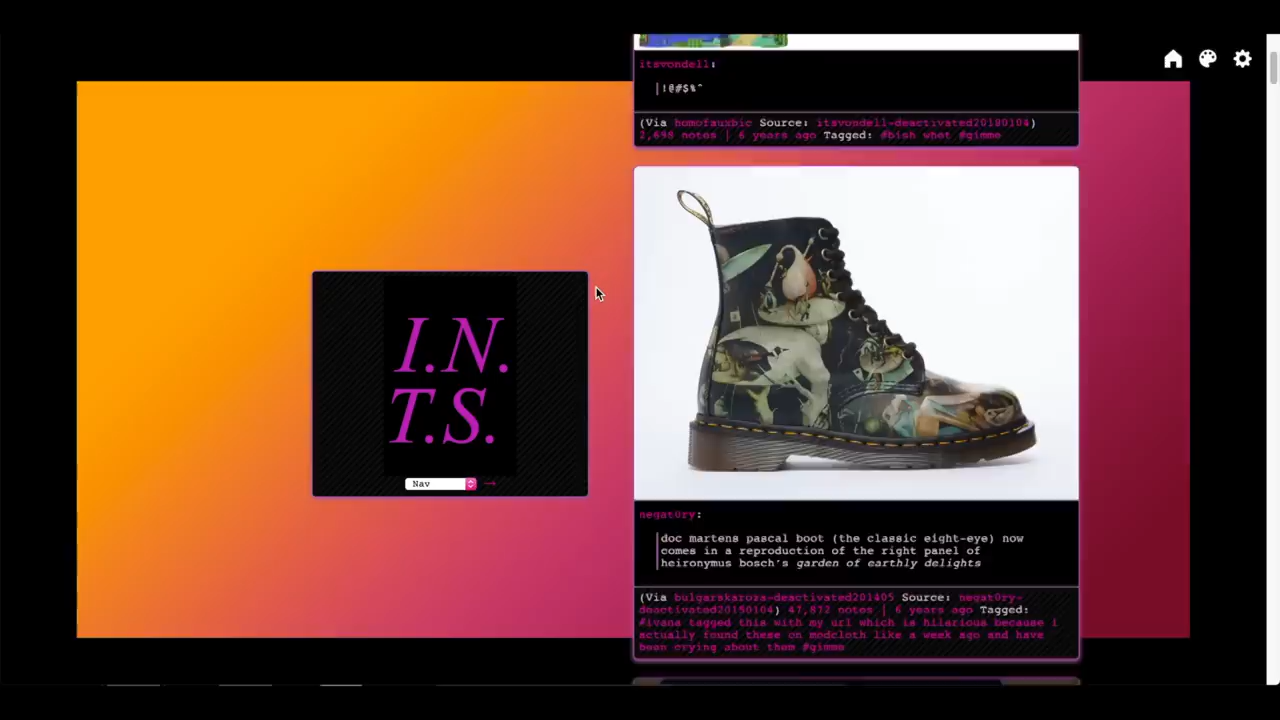 itsvondell:
!@#$%^
(Via homofauxbic Source: itsvondell-deactivated20180104)
2,698 notes | 6 years ago Tagged: #bish whet #gimme
I.N.
T.S.
Nav →
negat0ry:
doc martens pascal boot (the classic eight-eye) now
comes in a reproduction of the right panel of
heironymus bosch's garden of earthly delights
(Via deactivated201405 Source: negat0ry-
deactivated20150104) 47,812 notes | 6 years ago Tagged:
#ivana tagged this with my url which is hilarious because i
actually found these on modcloth like a week ago and have
been crying about them #gimme